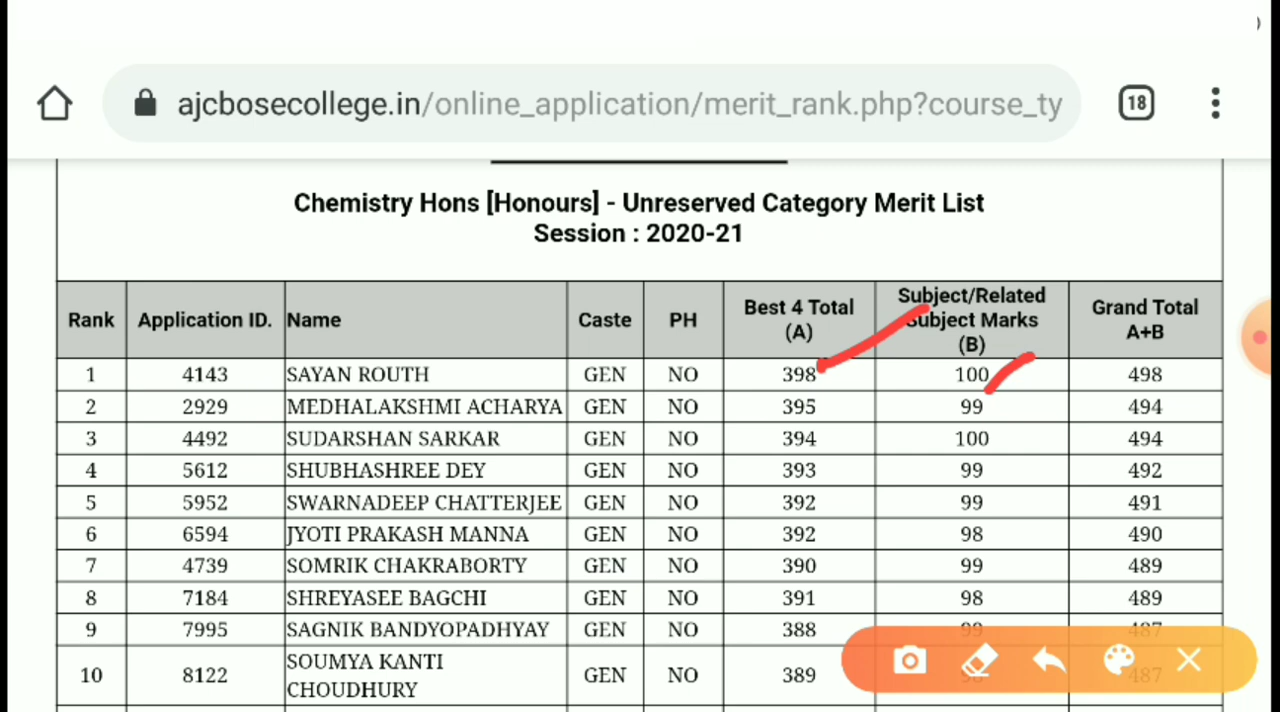 ajcbosecollege.in/online_application/merit_rank.php?course_ty
18
Chemistry Hons [Honours] - Unreserved Category Merit List
Session : 2020-21
Rank Application ID. Name Caste PH Best 4 Total (A) Subject/Related Subject Marks (B) Grand Total A+B
1 4143 SAYAN ROUTH GEN NO 398 100 498
2 2929 MEDHALAKSHMI ACHARYA GEN NO 395 99 494
3 4492 SUDARSHAN SARKAR GEN NO 394 100 494
4 5612 SHUBHASHREE DEY GEN NO 393 99 492
5 5952 SWARNADEEP CHATTERJEE GEN NO 392 99 491
6 6594 JYOTI PRAKASH MANNA GEN NO 392 98 490
7 4739 SOMRIK CHAKRABORTY GEN NO 390 99 489
8 7184 SHREYASEE BAGCHI GEN NO 391 98 489
9 7995 SAGNIK BANDYOPADHYAY GEN NO 388 99 487
10 8122 SOUMYA KANTI CHOUDHURY GEN NO 389 487